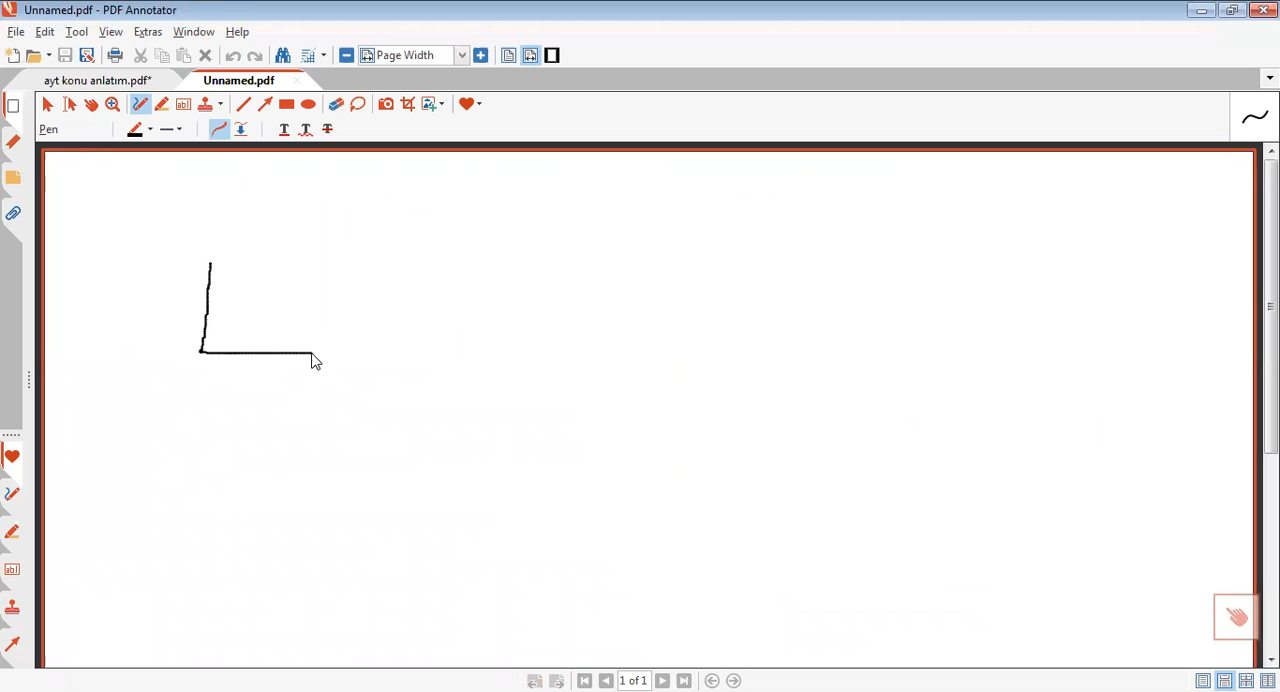 Unnamed.pdf - PDF Annotator
File Edit Tool View Extras Window Help
Page Width
ayt konu anlatım.pdf* Unnamed.pdf
Pen
1 of 1